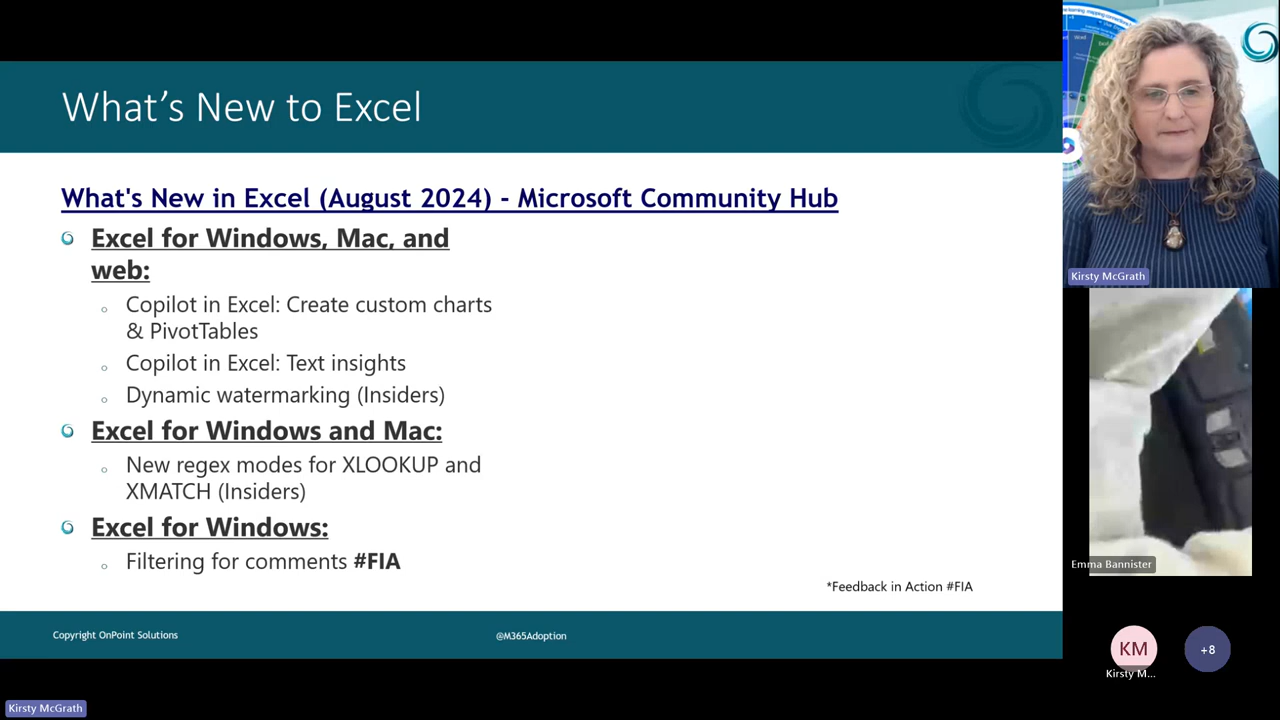 What's New to Excel
What's New in Excel (August 2024) - Microsoft Community Hub
Excel for Windows, Mac, and
web:
Copilot in Excel: Create custom charts
& PivotTables
Copilot in Excel: Text insights
Dynamic watermarking (Insiders)
Excel for Windows and Mac:
New regex modes for XLOOKUP and
XMATCH (Insiders)
Excel for Windows:
Filtering for comments #FIA
*Feedback in Action #FIA
Copyright OnPoint Solutions
@M365Adoption
Kirsty McGrath
Kirsty McGrath
Emma Bannister
KM
Kirsty M...
+8